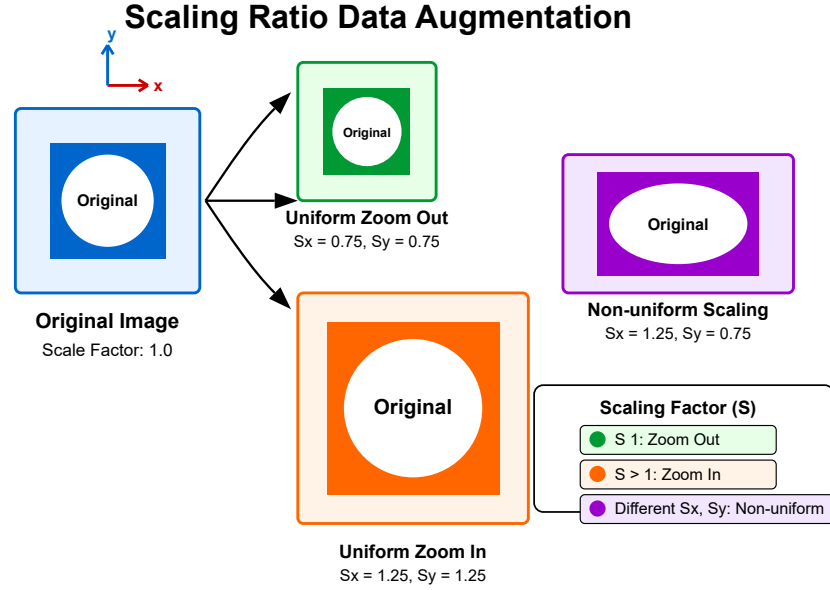 Scaling Ratio Data Augmentation
y
x
Original
Original Image
Scale Factor: 1.0
Original
Uniform Zoom Out
Sx = 0.75, Sy = 0.75
Original
Non-uniform Scaling
Sx = 1.25, Sy = 0.75
Original
Uniform Zoom In
Sx = 1.25, Sy = 1.25
Scaling Factor (S)
S 1: Zoom Out
S > 1: Zoom In
Different Sx, Sy: Non-uniform